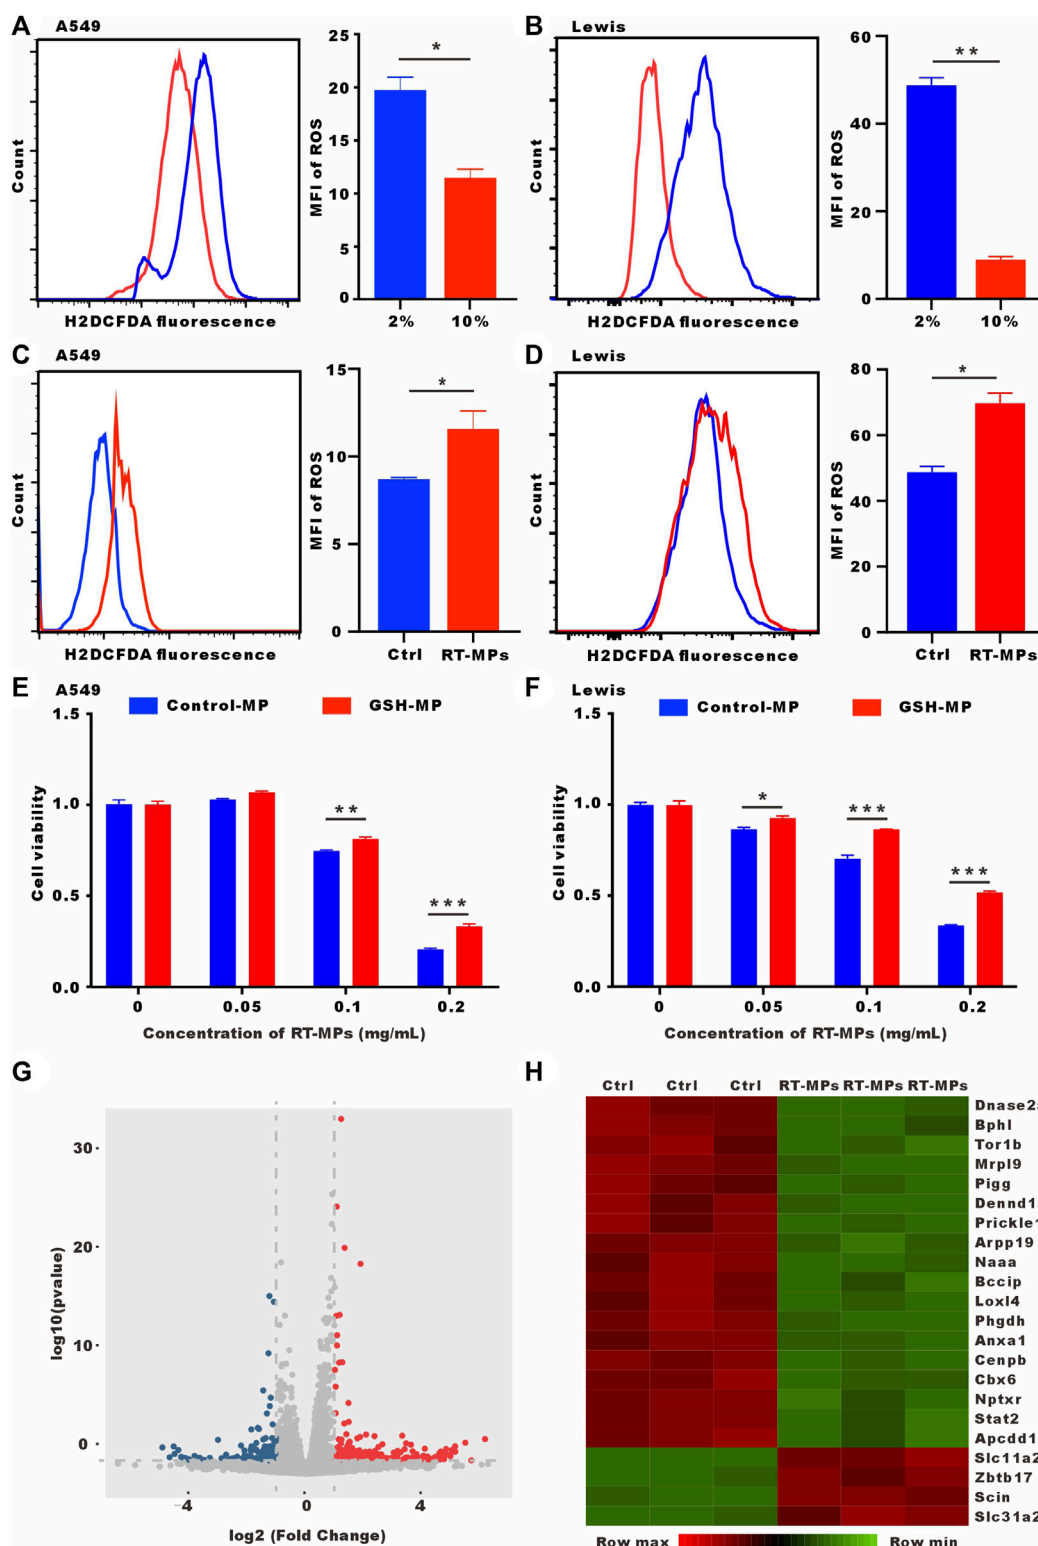 A A549
Count
H2DCFDA fluorescence
MFI of ROS
25
20
15
10
5
0
*
2% 10%
B Lewis
Count
H2DCFDA fluorescence
MFI of ROS
60
40
20
0
**
2% 10%
C A549
Count
H2DCFDA fluorescence
MFI of ROS
15
10
5
0
*
Ctrl RT-MPs
D Lewis
Count
H2DCFDA fluorescence
MFI of ROS
80
60
40
20
0
*
Ctrl RT-MPs
E A549
Control-MP GSH-MP
Cell viability
1.5
1.0
0.5
0.0
**
***
0 0.05 0.1 0.2
Concentration of RT-MPs (mg/mL)
F Lewis
Control-MP GSH-MP
Cell viability
1.5
1.0
0.5
0.0
*
***
***
0 0.05 0.1 0.2
Concentration of RT-MPs (mg/mL)
G
log10(pvalue)
30
20
10
0
−4 0 4
log2 (Fold Change)
H
Ctrl Ctrl Ctrl RT-MPs RT-MPs RT-MPs
Bphl
Tor1b
Mrpl9
Pigg
Arpp19
Naaa
Bccip
Loxl4
Phgdh
Anxa1
Cenpb
Cbx6
Nptxr
Stat2
Apcdd1
Slc11a2
Zbtb17
Scin
Slc31a2
Row max Row min